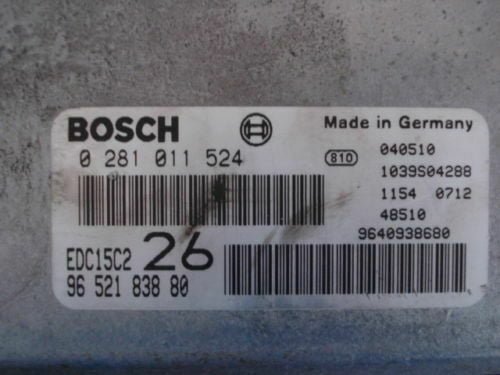 BOSCH
Made in Germany
0 281 011 524
810
040510
1039S04288
1154 0712
48510
EDC15C2 26
9640938680
96 521 838 80